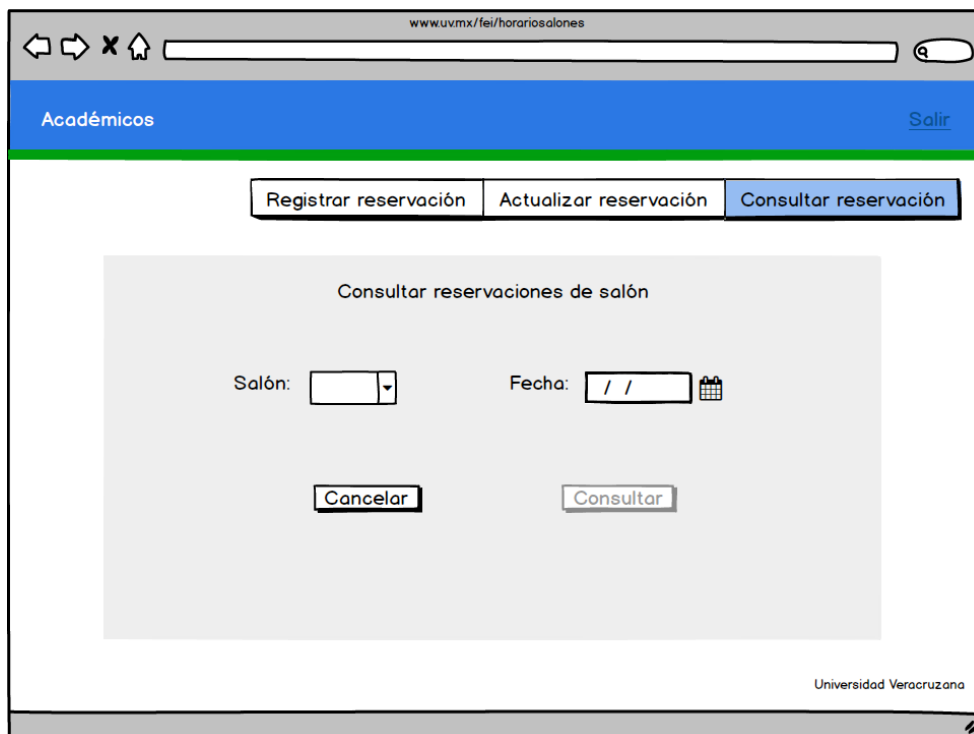 www.uv.mx/fei/horariosalones
Académicos
Salir
Registrar reservación
Actualizar reservación
Consultar reservación
Consultar reservaciones de salón
Salón:
Fecha:
/ /
Cancelar
Consultar
Universidad Veracruzana